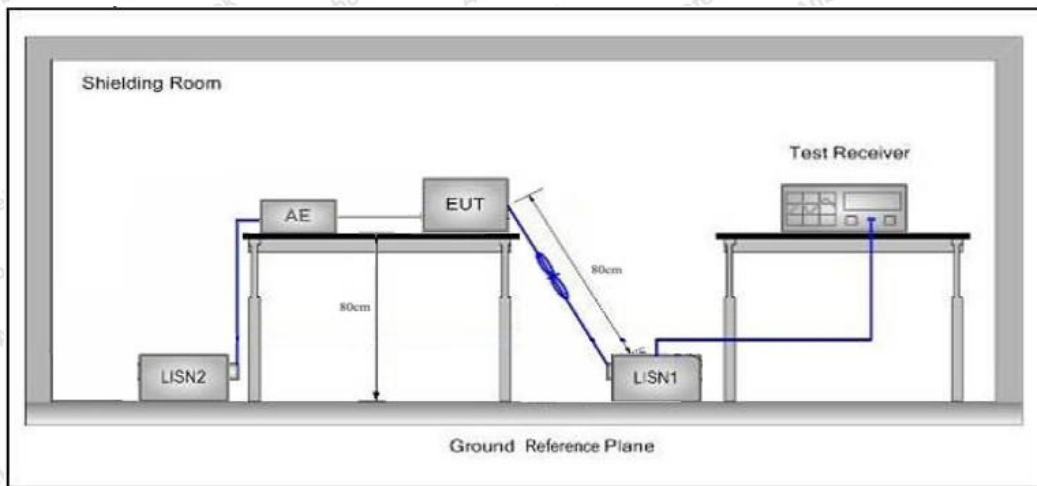 Shielding Room
Test Receiver
AE
EUT
80cm
80cm
LISN2
LISN1
Ground Reference Plane